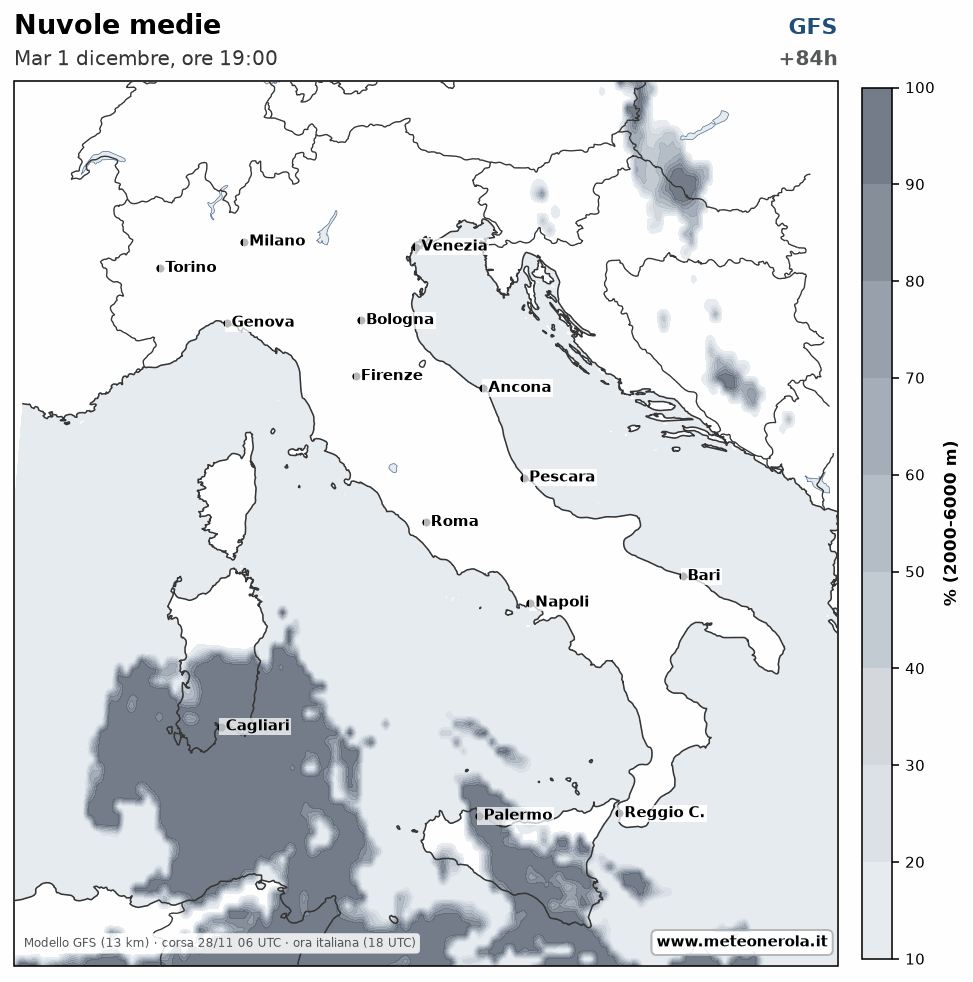 Nuvole medie
GFS
Mar 1 dicembre, ore 19:00
+84h
100
90
80
70
60
50
40
30
20
10
% (2000-6000 m)
Milano
Venezia
Torino
Genova
Bologna
Firenze
Ancona
Pescara
Roma
Bari
Napoli
Cagliari
Palermo
Reggio C.
Modello GFS (13 km) · corsa 28/11 06 UTC · ora italiana (18 UTC)
www.meteonerola.it